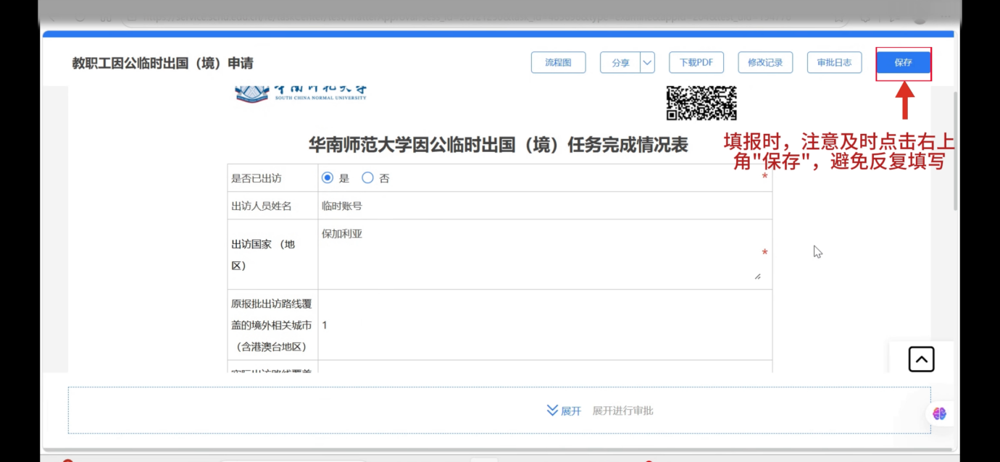 教职工因公临时出国（境）申请
流程图
分享
下载PDF
修改记录
审批日志
保存
SOUTH CHINA NORMAL UNIVERSITY
华南师范大学因公临时出国（境）任务完成情况表
填报时，注意及时点击右上
角"保存"，避免反复填写
是否已出访 是 否 *
出访人员姓名 临时账号
保加利亚
出访国家 （地
区） *
原报批出访路线覆
盖的境外相关城市 1
（含港澳台地区）
展开 展开进行审批